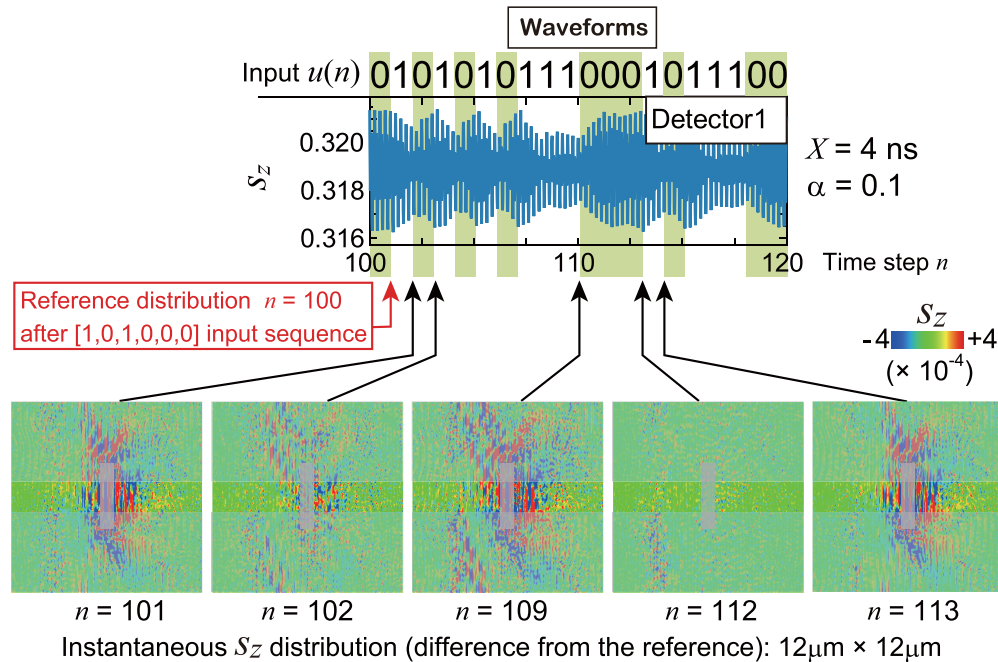 Waveforms
Input u(n) 01010101110001011100
Detector1
0.320
0.318
0.316
s_z
X = 4 ns
α = 0.1
100 110 120 Time step n
Reference distribution n = 100
after [1,0,1,0,0,0] input sequence
s_z
-4 +4
(× 10⁻⁴)
n = 101 n = 102 n = 109 n = 112 n = 113
Instantaneous s_z distribution (difference from the reference): 12μm × 12μm